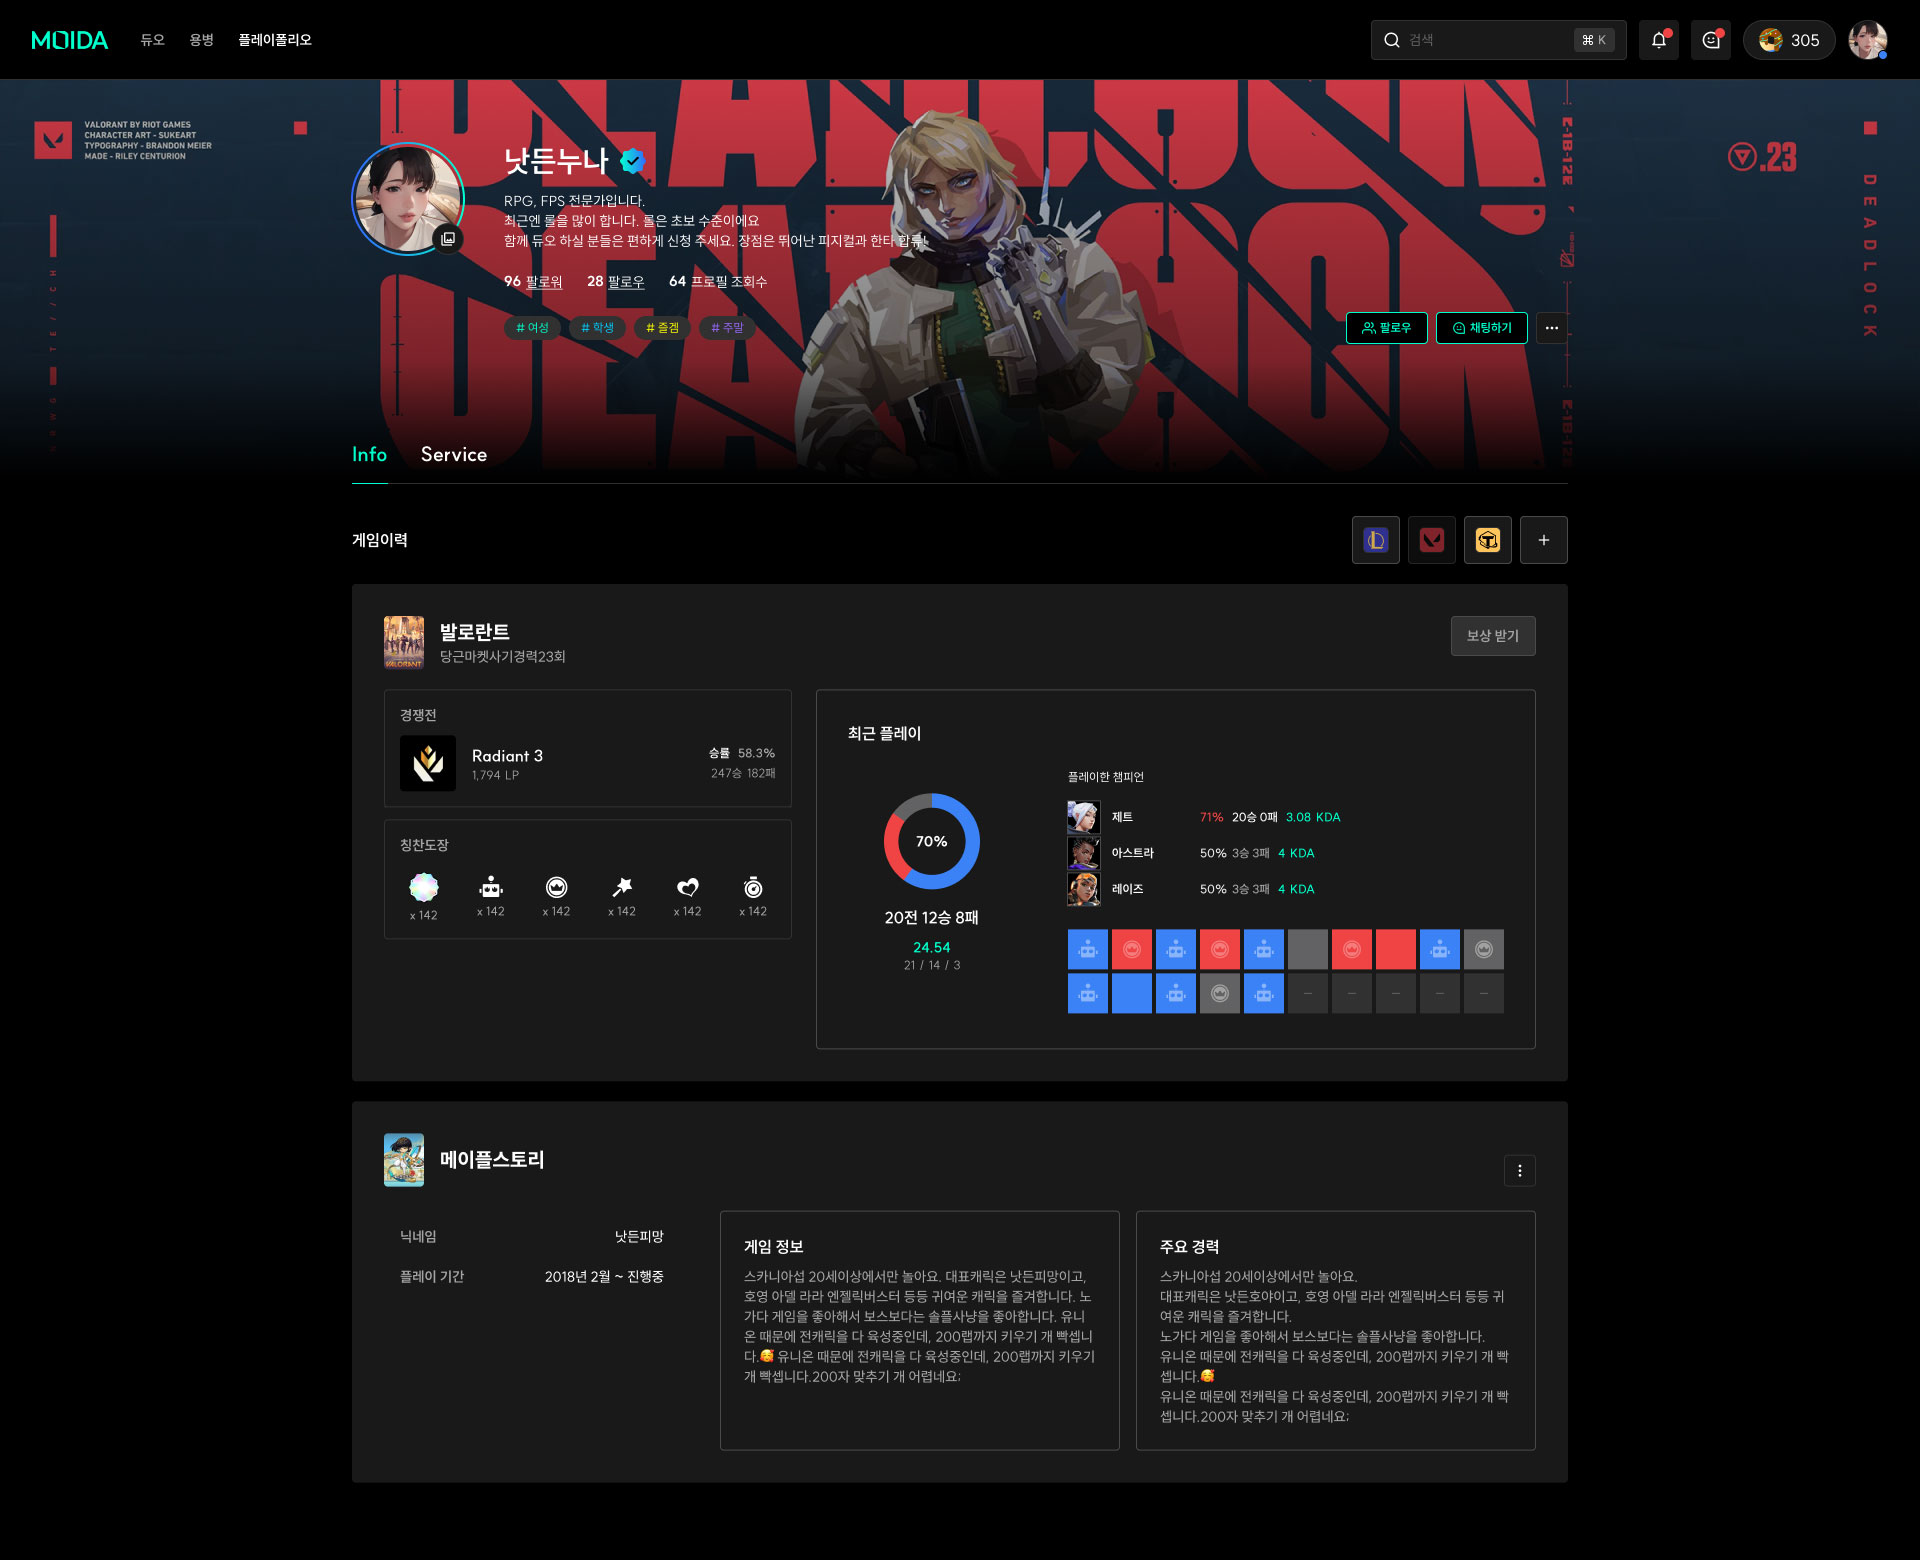 MOIDA
듀오
용병
플레이폴리오
검색
⌘ K
305
VALORANT BY RIOT GAMES
CHARACTER ART - SUKEART
TYPOGRAPHY - BRANDON MEIER
MADE - RILEY CENTURION
DEADLOCK
DEADLOCK
.23
DEADLOCK
낫든누나
RPG, FPS 전문가입니다.
최근엔 롤을 많이 합니다. 롤은 초보 수준이에요
함께 듀오 하실 분들은 편하게 신청 주세요. 장점은 뛰어난 피지컬과 한타 합류!
96 팔로워
28 팔로우
64 프로필 조회수
# 여성
# 학생
# 즐겜
# 주말
팔로우
채팅하기
Info
Service
게임이력
VALORANT
발로란트
당근마켓사기경력23회
보상 받기
경쟁전
Radiant 3
1,794 LP
승률 58.3%
247승 182패
칭찬도장
x 142
x 142
x 142
x 142
x 142
x 142
최근 플레이
70%
20전 12승 8패
24.54
21 / 14 / 3
플레이한 챔피언
제트 71% 20승 0패 3.08 KDA
아스트라 50% 3승 3패 4 KDA
레이즈 50% 3승 3패 4 KDA
메이플스토리
닉네임 낫든피망
플레이 기간 2018년 2월 ~ 진행중
게임 정보
스카니아섭 20세이상에서만 놀아요. 대표캐릭은 낫든피망이고,
호영 아델 라라 엔젤릭버스터 등등 귀여운 캐릭을 즐겨합니다. 노
가다 게임을 좋아해서 보스보다는 솔플사냥을 좋아합니다. 유니
온 때문에 전캐릭을 다 육성중인데, 200랩까지 키우기 개 빡셉니
다.🥰 유니온 때문에 전캐릭을 다 육성중인데, 200랩까지 키우기
개 빡셉니다.200자 맞추기 개 어렵네요;
주요 경력
스카니아섭 20세이상에서만 놀아요.
대표캐릭은 낫든호야이고, 호영 아델 라라 엔젤릭버스터 등등 귀
여운 캐릭을 즐겨합니다.
노가다 게임을 좋아해서 보스보다는 솔플사냥을 좋아합니다.
유니온 때문에 전캐릭을 다 육성중인데, 200랩까지 키우기 개 빡
셉니다.🥰
유니온 때문에 전캐릭을 다 육성중인데, 200랩까지 키우기 개 빡
셉니다.200자 맞추기 개 어렵네요;